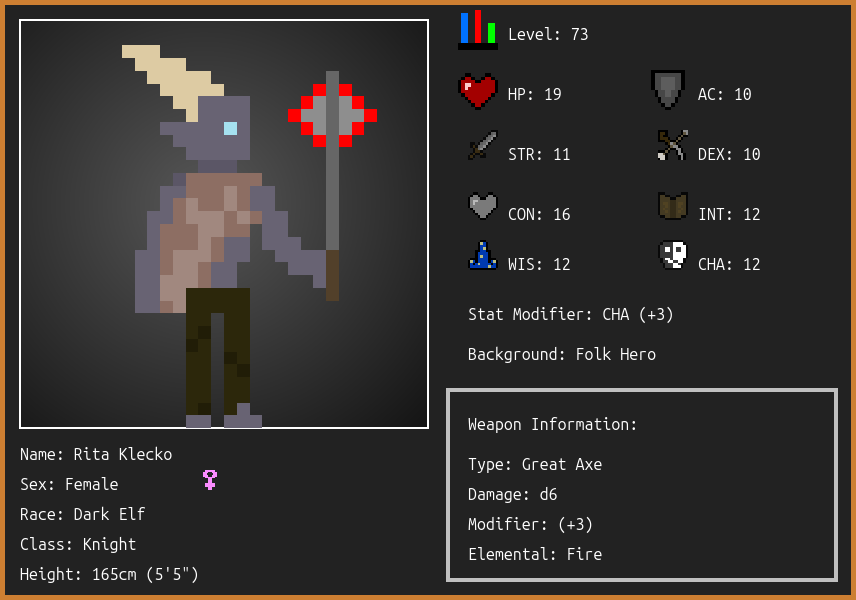 Level: 73
HP: 19
AC: 10
STR: 11
DEX: 10
CON: 16
INT: 12
WIS: 12
CHA: 12
Stat Modifier: CHA (+3)
Background: Folk Hero
Weapon Information:
Type: Great Axe
Damage: d6
Modifier: (+3)
Elemental: Fire
Name: Rita Klecko
Sex: Female
Race: Dark Elf
Class: Knight
Height: 165cm (5'5")